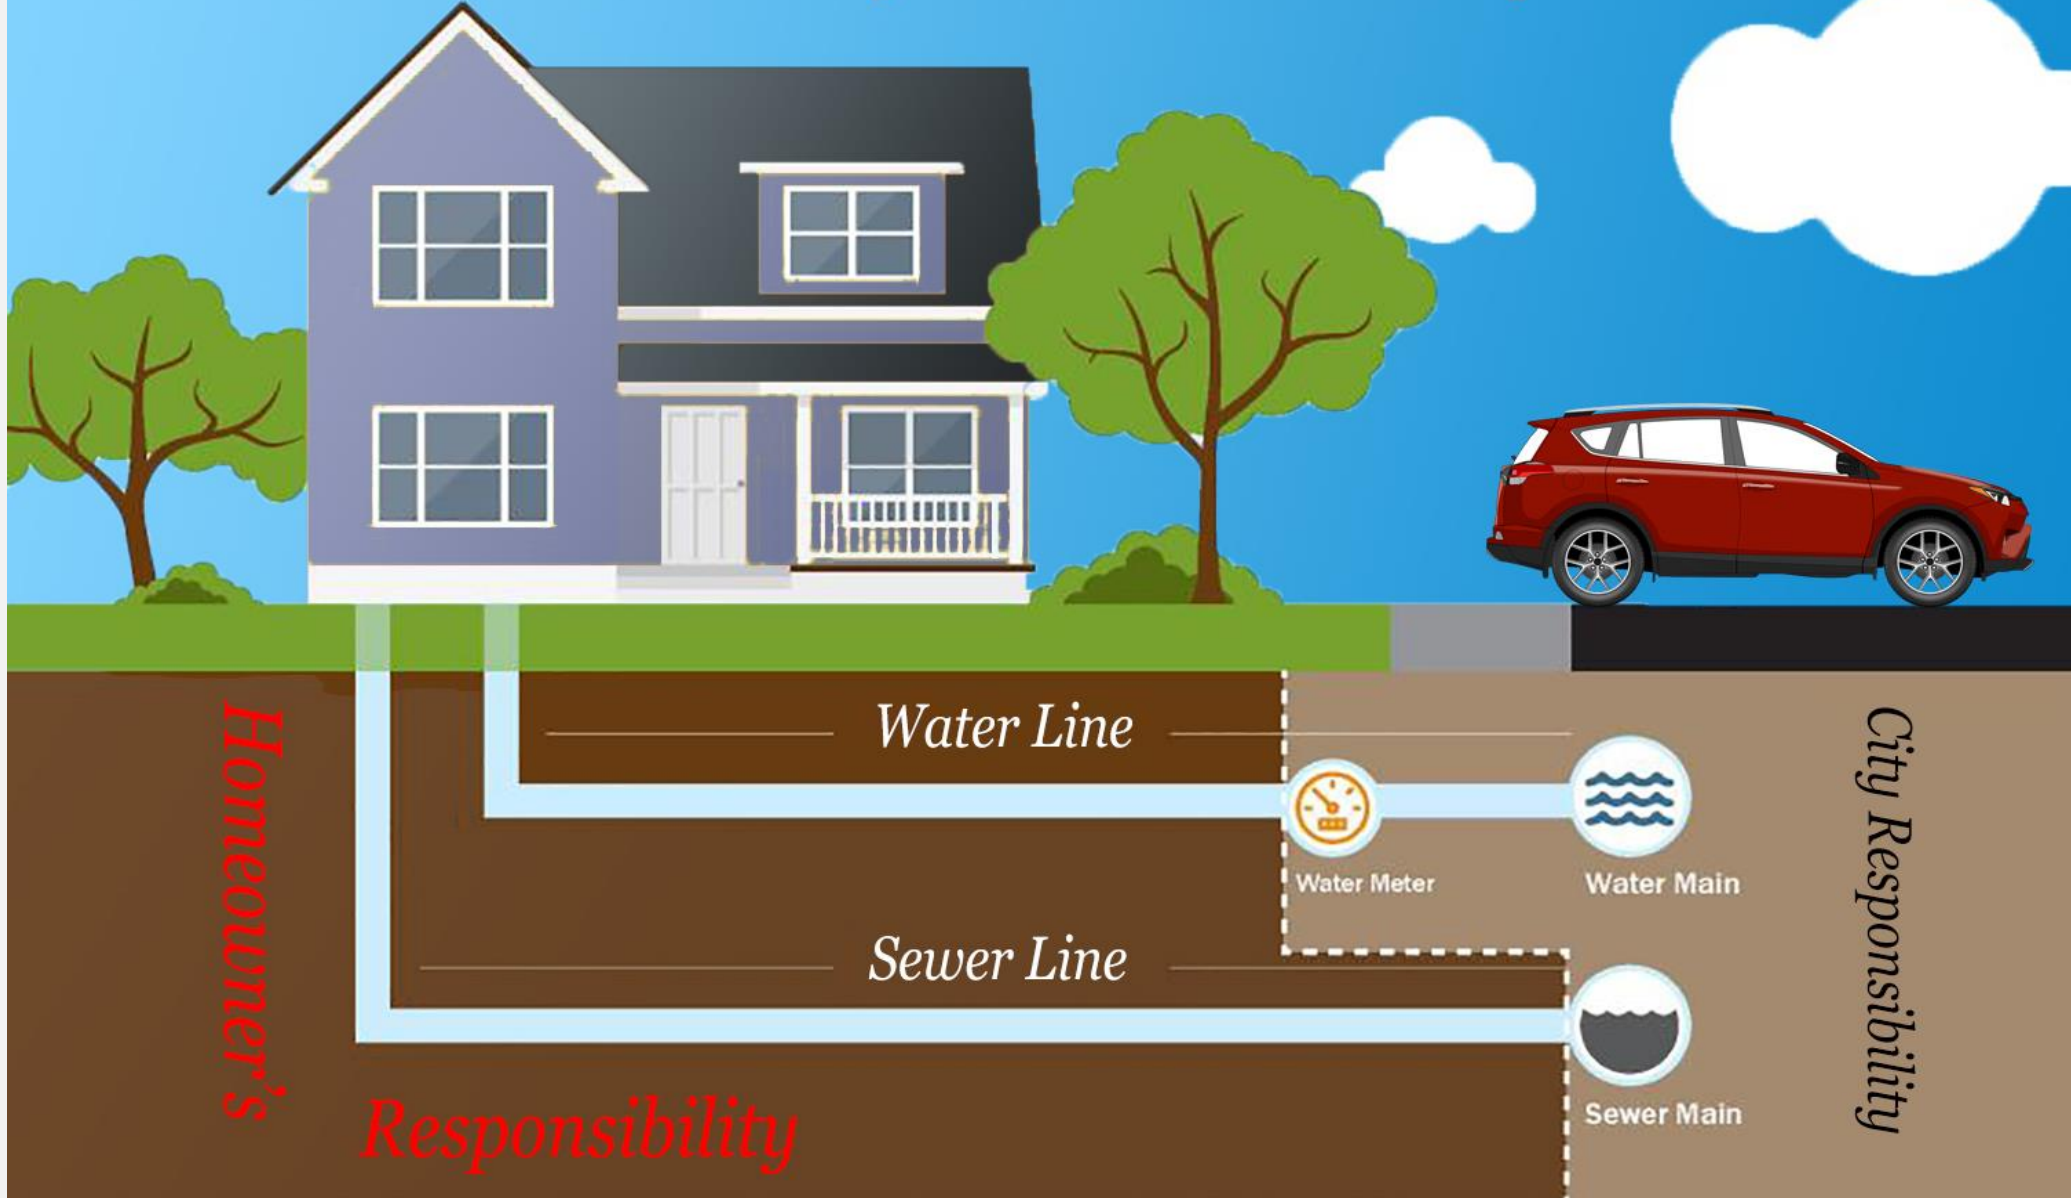 Homeowner's
Responsibility
Water Line
Water Meter
Water Main
Sewer Line
Sewer Main
City Responsibility